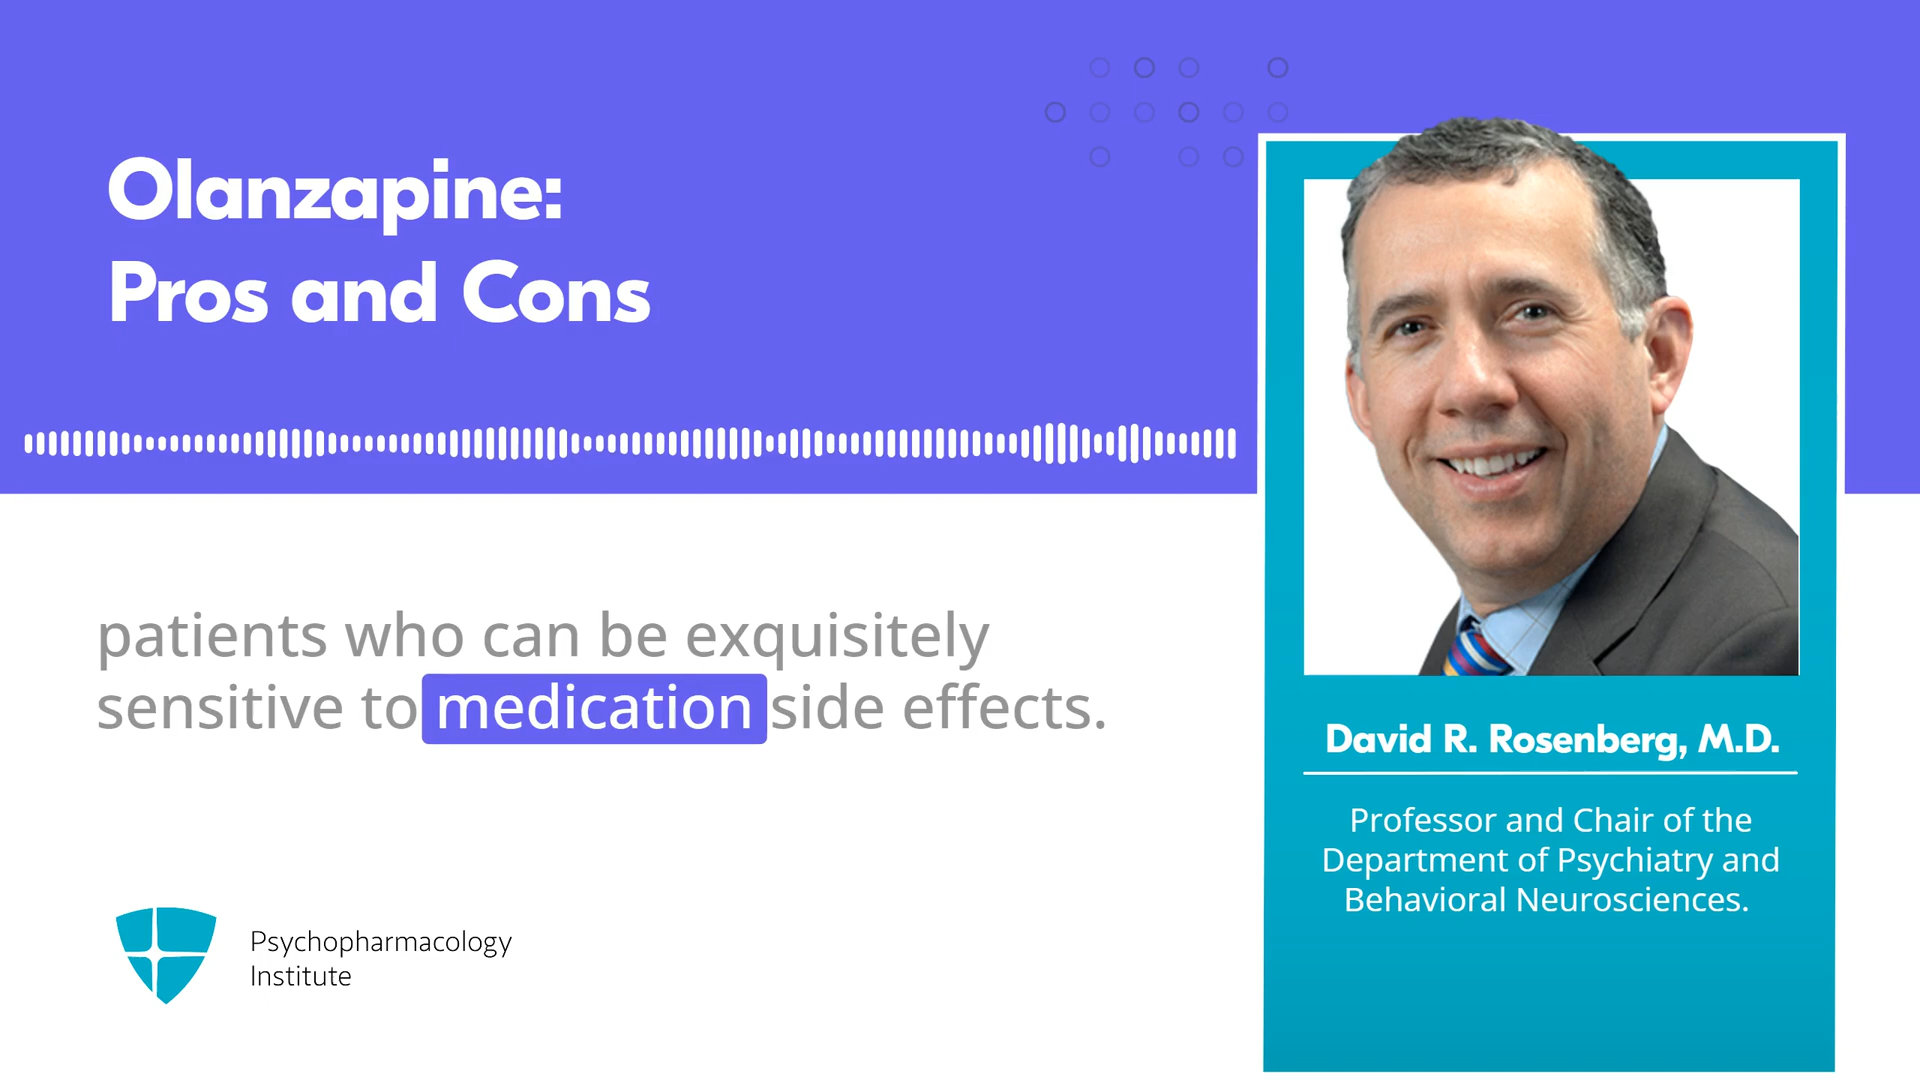 Olanzapine:
Pros and Cons
patients who can be exquisitely
sensitive to medication side effects.
Psychopharmacology
Institute
David R. Rosenberg, M.D.
Professor and Chair of the
Department of Psychiatry and
Behavioral Neurosciences.